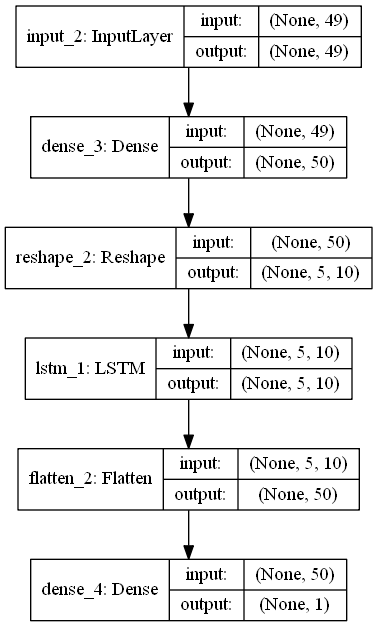 input_2: InputLayer input: (None, 49)
output: (None, 49)
dense_3: Dense input: (None, 49)
output: (None, 50)
reshape_2: Reshape input: (None, 50)
output: (None, 5, 10)
lstm_1: LSTM input: (None, 5, 10)
output: (None, 5, 10)
flatten_2: Flatten input: (None, 5, 10)
output: (None, 50)
dense_4: Dense input: (None, 50)
output: (None, 1)